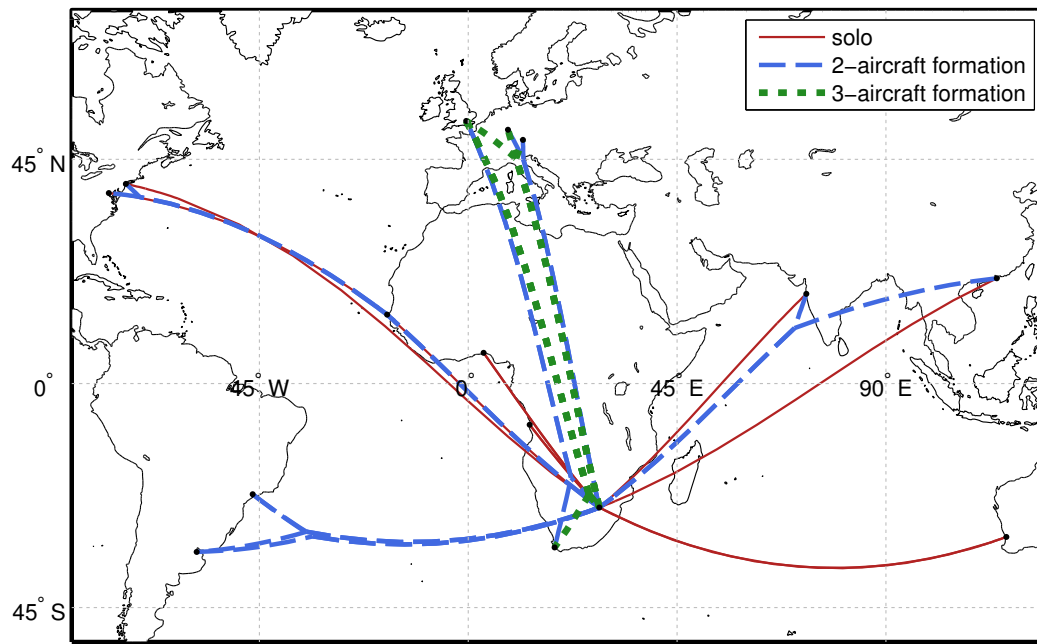 solo
2−aircraft formation
3−aircraft formation
45° N
0°
45° W
0°
45° E
90° E
45° S